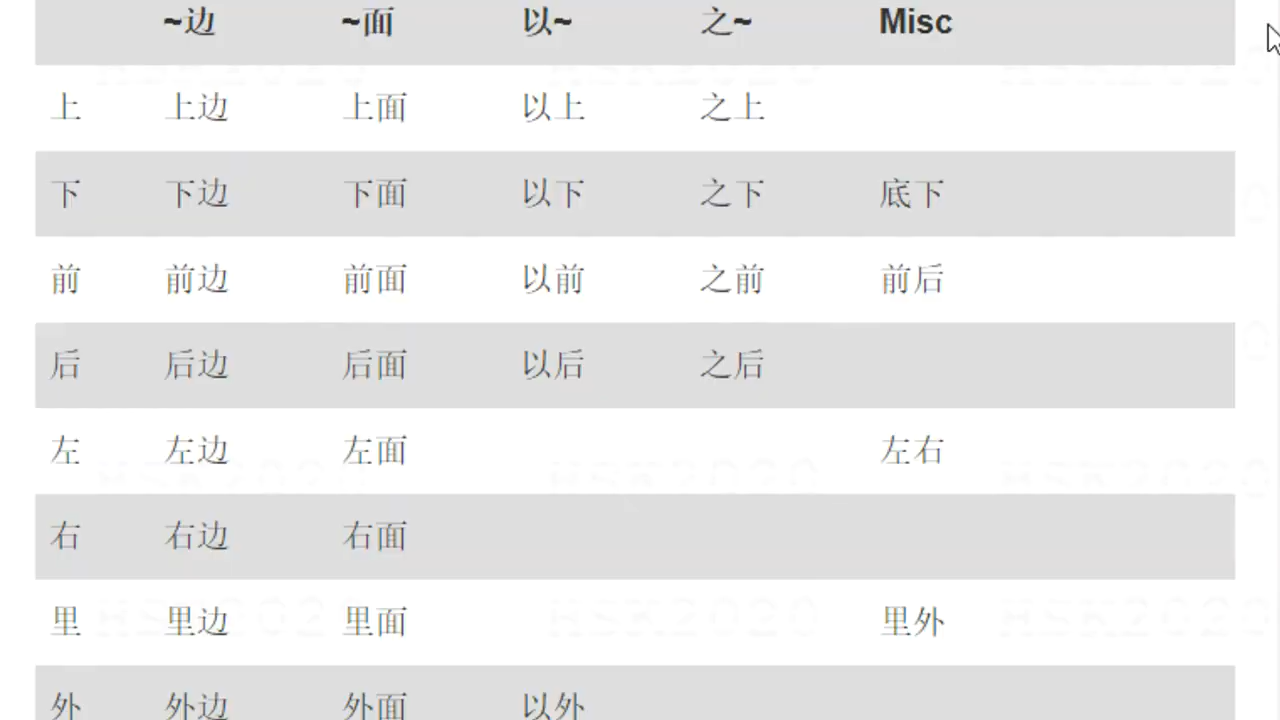 ~边 ~面 以~ 之~ Misc
上 上边 上面 以上 之上
下 下边 下面 以下 之下 底下
前 前边 前面 以前 之前 前后
后 后边 后面 以后 之后
左 左边 左面 左右
右 右边 右面
里 里边 里面 里外
外 外边 外面 以外